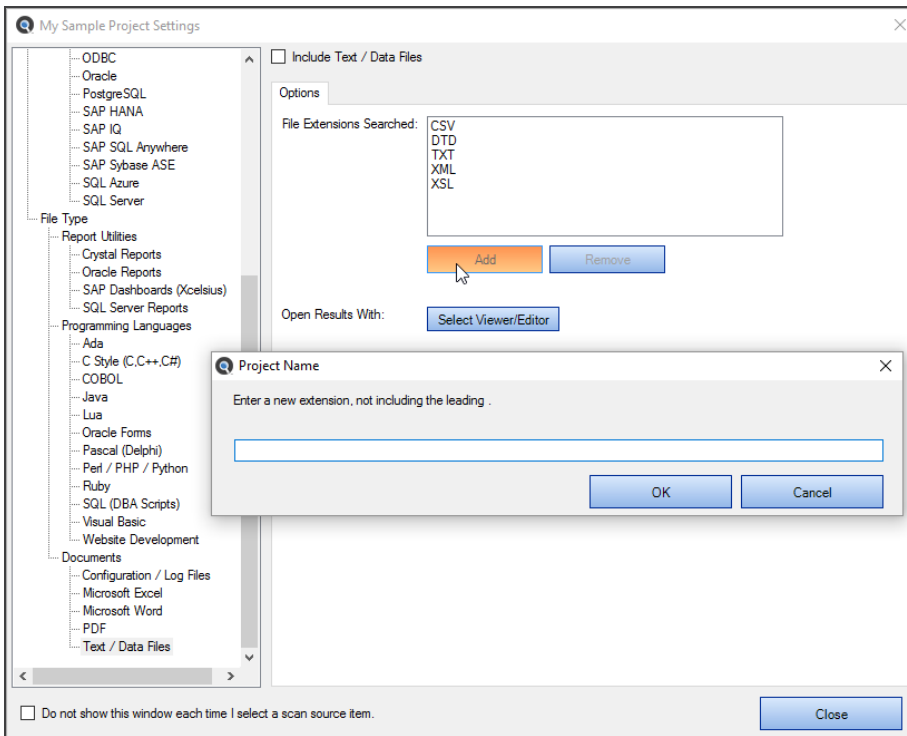 My Sample Project Settings
ODBC
Oracle
PostgreSQL
SAP HANA
SAP IQ
SAP SQL Anywhere
SAP Sybase ASE
SQL Azure
SQL Server
File Type
Report Utilities
Crystal Reports
Oracle Reports
SAP Dashboards (Xcelsius)
SQL Server Reports
Programming Languages
Ada
C Style (C,C++,C#)
COBOL
Java
Lua
Oracle Forms
Pascal (Delphi)
Perl / PHP / Python
Ruby
SQL (DBA Scripts)
Visual Basic
Website Development
Documents
Configuration / Log Files
Microsoft Excel
Microsoft Word
PDF
Text / Data Files
Include Text / Data Files
Options
File Extensions Searched:
CSV
DTD
TXT
XML
XSL
Add Remove
Open Results With: Select Viewer/Editor
Project Name
Enter a new extension, not including the leading .
OK Cancel
Do not show this window each time I select a scan source item.
Close